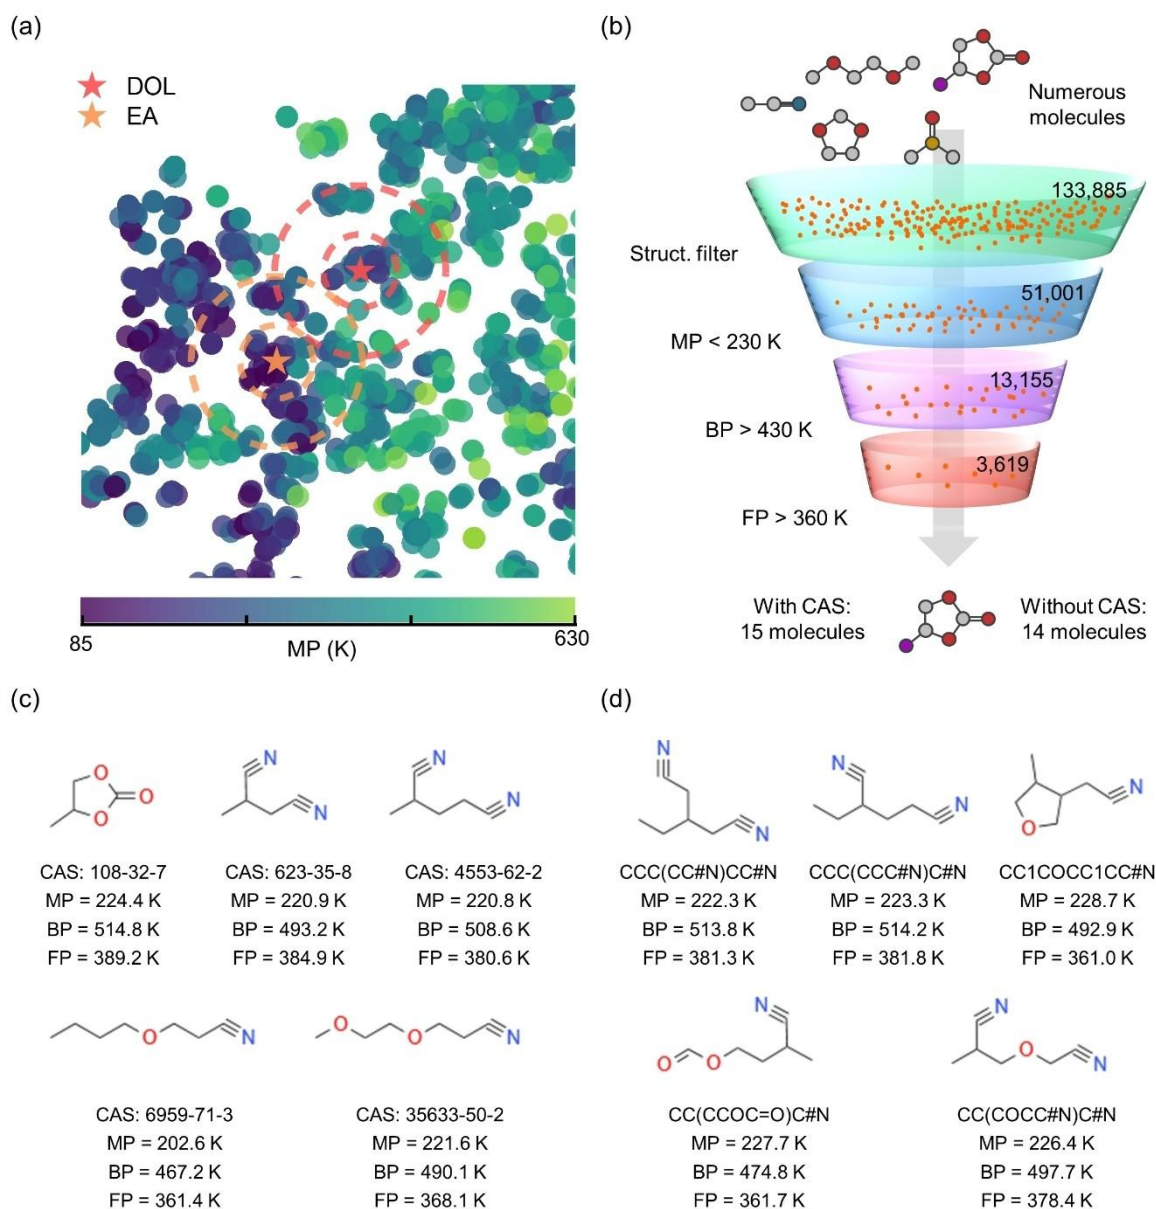 (a)
DOL
EA
85
630
MP (K)
(b)
Numerous
molecules
133,885
Struct. filter
51,001
MP < 230 K
13,155
BP > 430 K
3,619
FP > 360 K
With CAS:
15 molecules
Without CAS:
14 molecules
(c)
O
O
O
N
N
N
N
CAS: 108-32-7
MP = 224.4 K
BP = 514.8 K
FP = 389.2 K
CAS: 623-35-8
MP = 220.9 K
BP = 493.2 K
FP = 384.9 K
CAS: 4553-62-2
MP = 220.8 K
BP = 508.6 K
FP = 380.6 K
O
N
O
O
N
CAS: 6959-71-3
MP = 202.6 K
BP = 467.2 K
FP = 361.4 K
CAS: 35633-50-2
MP = 221.6 K
BP = 490.1 K
FP = 368.1 K
(d)
N
N
N
N
O
N
CCC(CC#N)CC#N
MP = 222.3 K
BP = 513.8 K
FP = 381.3 K
CCC(CCC#N)C#N
MP = 223.3 K
BP = 514.2 K
FP = 381.8 K
CC1COCC1CC#N
MP = 228.7 K
BP = 492.9 K
FP = 361.0 K
N
O
O
N
O
N
CC(CCOC=O)C#N
MP = 227.7 K
BP = 474.8 K
FP = 361.7 K
CC(COCC#N)C#N
MP = 226.4 K
BP = 497.7 K
FP = 378.4 K